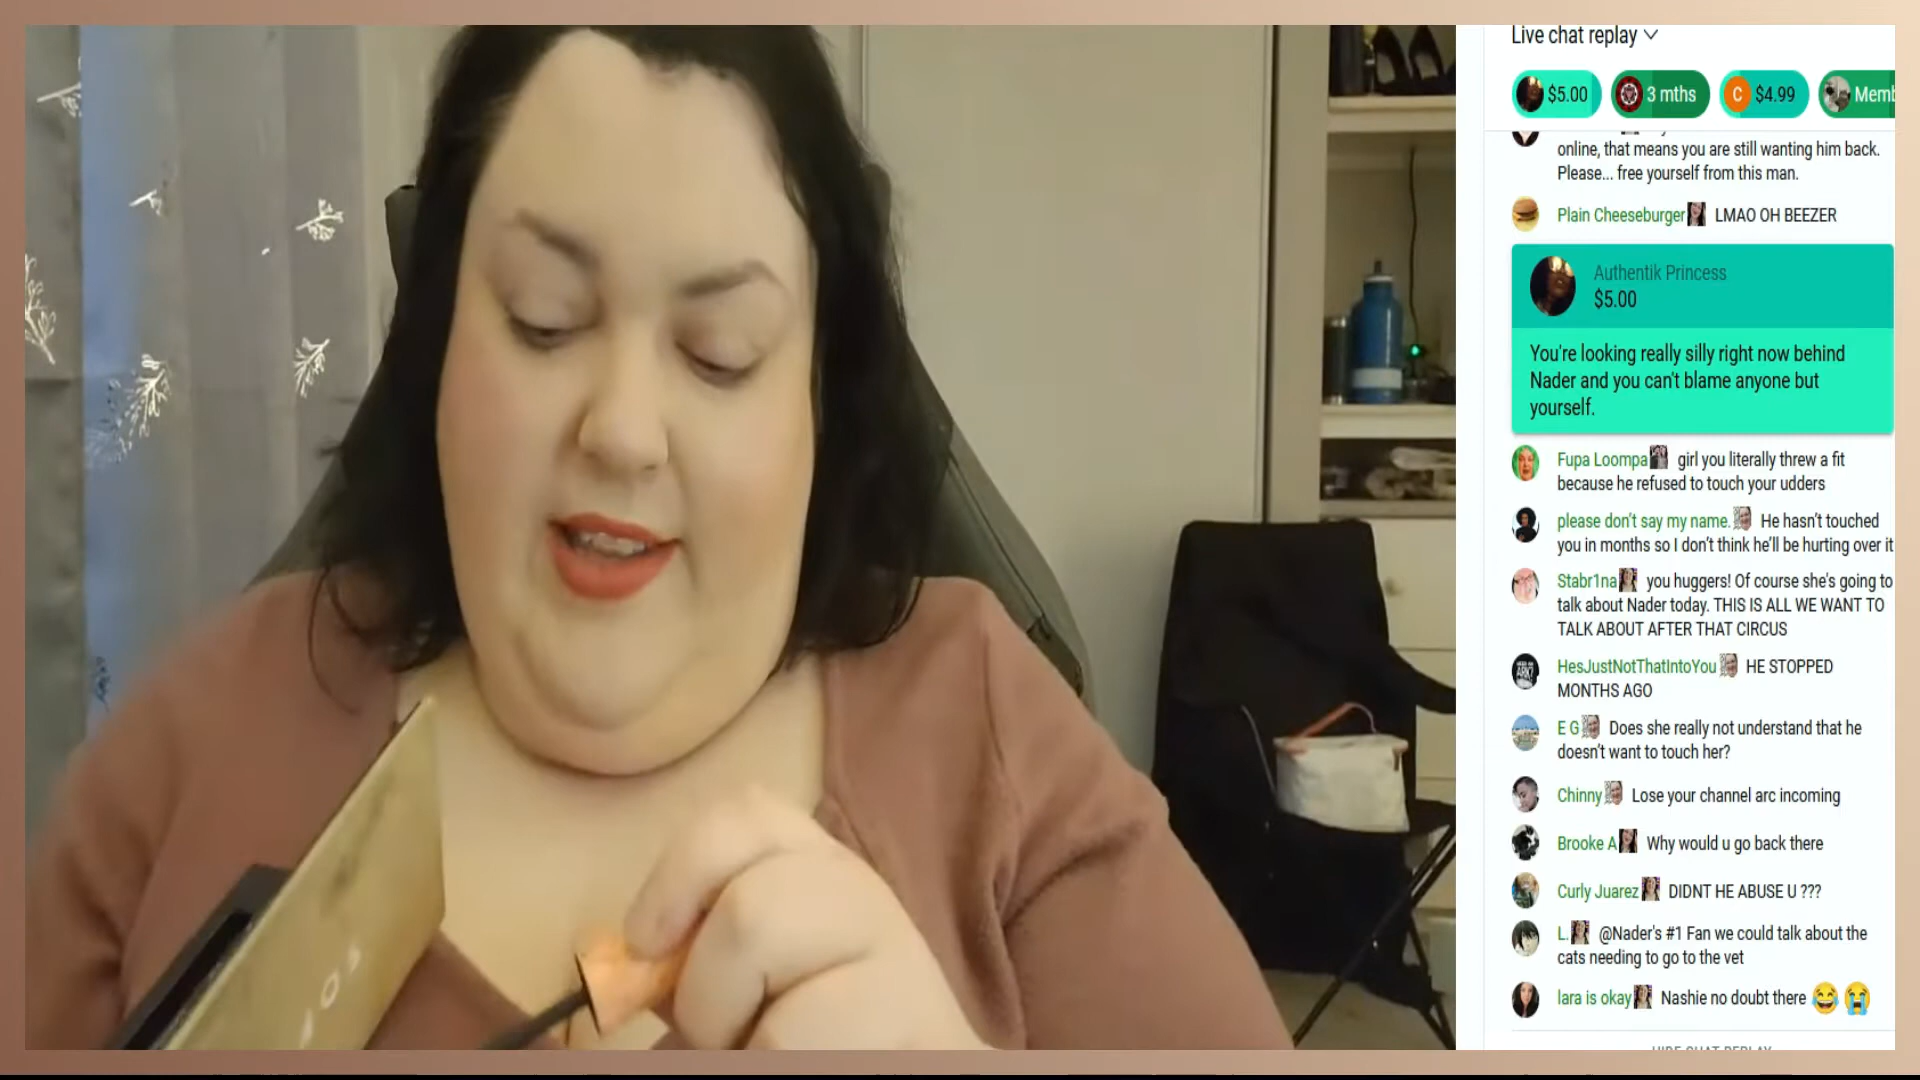 Live chat replay
$5.00
3 mths
C $4.99
Memb
online, that means you are still wanting him back.
Please... free yourself from this man.
Plain Cheeseburger LMAO OH BEEZER
Authentik Princess
$5.00
You're looking really silly right now behind
Nader and you can't blame anyone but
yourself.
Fupa Loompa girl you literally threw a fit
because he refused to touch your udders
please don't say my name. He hasn't touched
you in months so I don't think he'll be hurting over it
Stabr1na you huggers! Of course she's going to
talk about Nader today. THIS IS ALL WE WANT TO
TALK ABOUT AFTER THAT CIRCUS
HesJustNotThatIntoYou HE STOPPED
MONTHS AGO
E G Does she really not understand that he
doesn't want to touch her?
Chinny Lose your channel arc incoming
Brooke A Why would u go back there
Curly Juarez DIDNT HE ABUSE U ???
L. @Nader's #1 Fan we could talk about the
cats needing to go to the vet
lara is okay Nashie no doubt there 😂😭
HIDE CHAT REPLAY